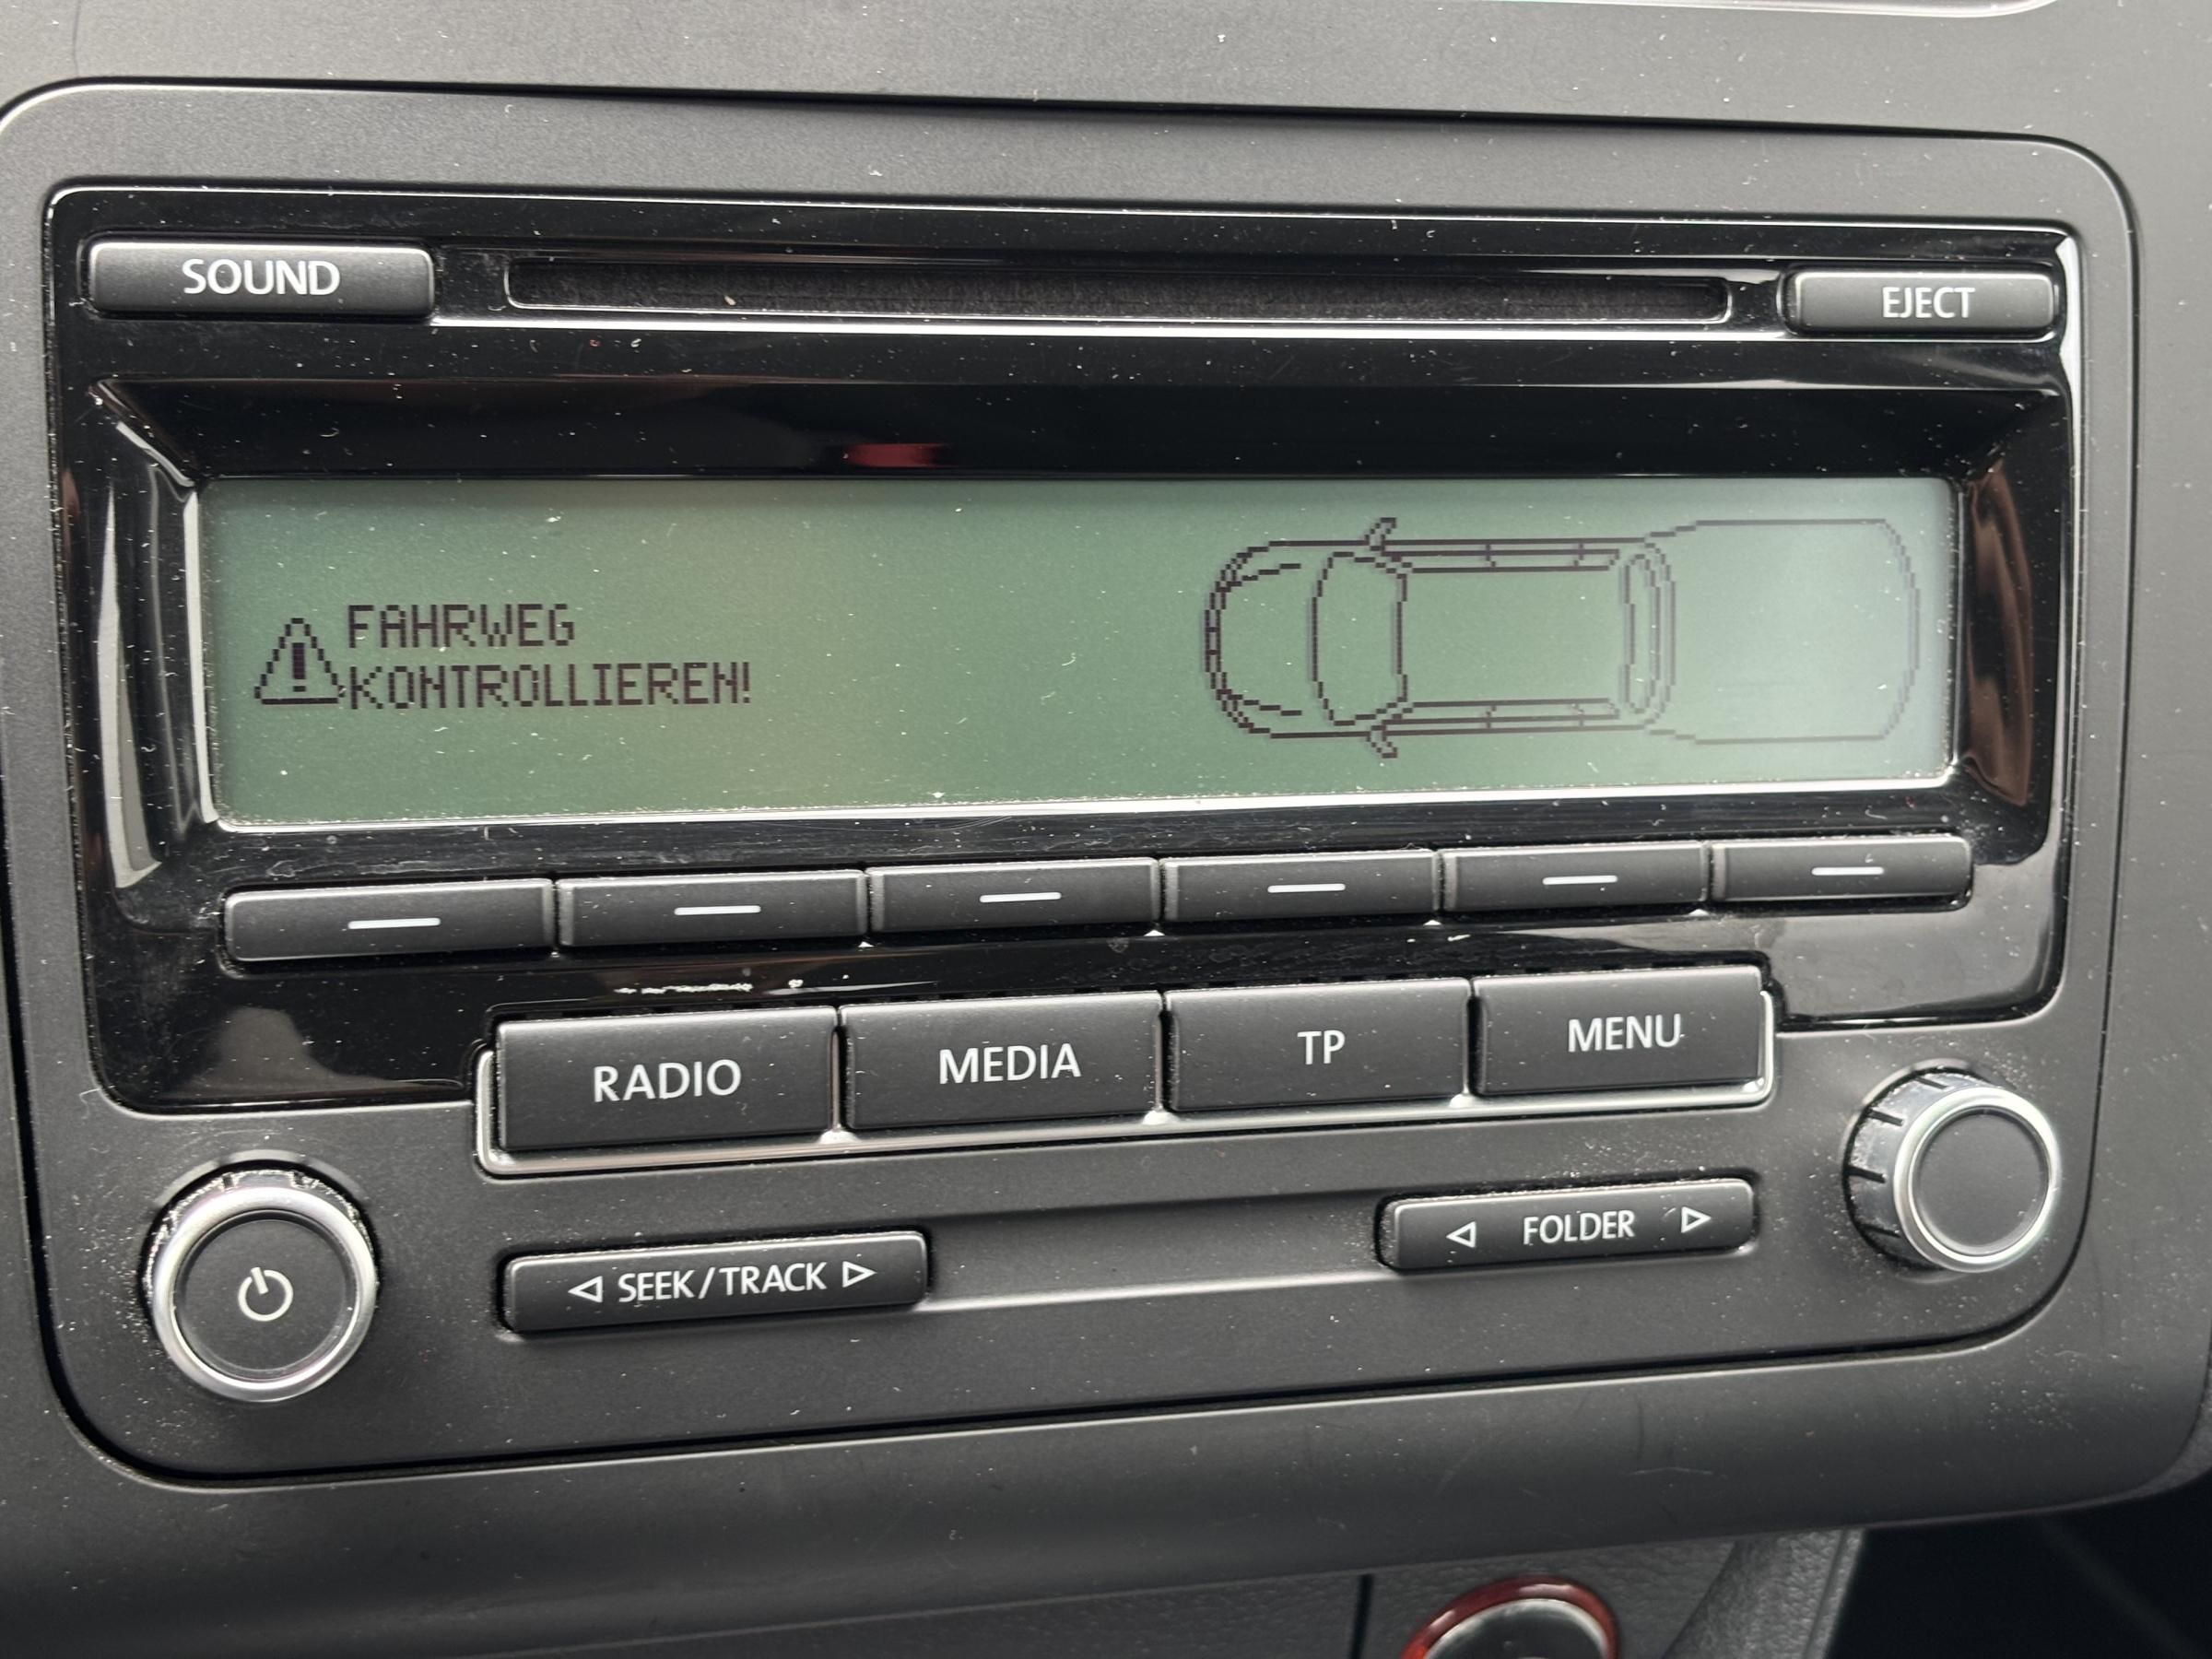 SOUND
EJECT
FAHRWEG
KONTROLLIEREN!
RADIO
MEDIA
TP
MENU
SEEK/TRACK
FOLDER